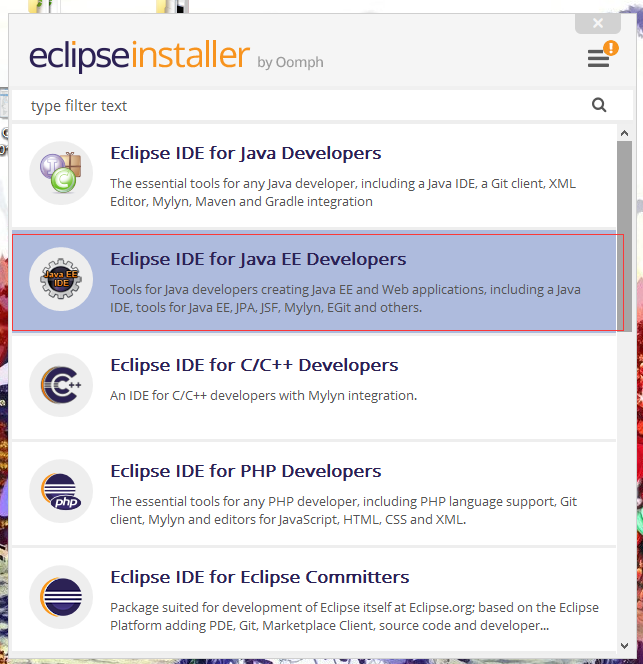 eclipseinstaller by Oomph
type filter text
Eclipse IDE for Java Developers
The essential tools for any Java developer, including a Java IDE, a Git client, XML
Editor, Mylyn, Maven and Gradle integration
Java EE
IDE
Eclipse IDE for Java EE Developers
Tools for Java developers creating Java EE and Web applications, including a Java
IDE, tools for Java EE, JPA, JSF, Mylyn, EGit and others.
C++
Eclipse IDE for C/C++ Developers
An IDE for C/C++ developers with Mylyn integration.
php
Eclipse IDE for PHP Developers
The essential tools for any PHP developer, including PHP language support, Git
client, Mylyn and editors for JavaScript, HTML, CSS and XML.
Eclipse IDE for Eclipse Committers
Package suited for development of Eclipse itself at Eclipse.org; based on the Eclipse
Platform adding PDE, Git, Marketplace Client, source code and developer...